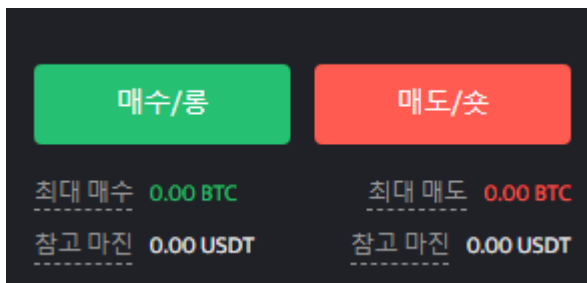 매수/롱 매도/숏
최대 매수 0.00 BTC 최대 매도 0.00 BTC
참고 마진 0.00 USDT 참고 마진 0.00 USDT